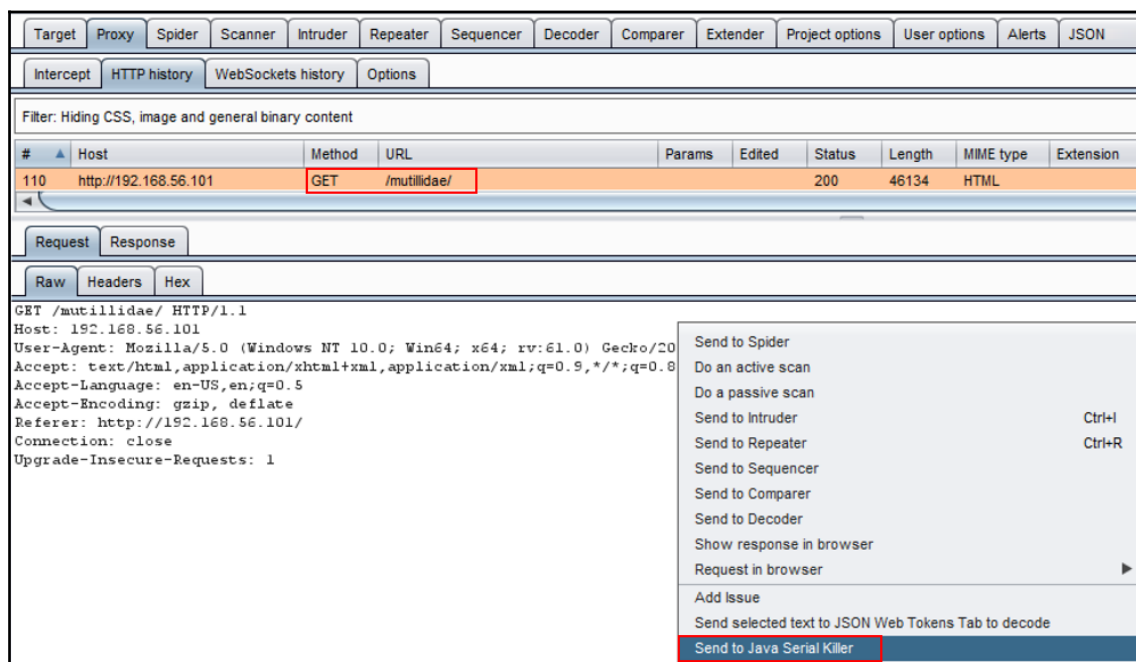 Target Proxy Spider Scanner Intruder Repeater Sequencer Decoder Comparer Extender Project options User options Alerts JSON
Intercept HTTP history WebSockets history Options
Filter: Hiding CSS, image and general binary content
# Host Method URL Params Edited Status Length MIME type Extension
110 http://192.168.56.101 GET /mutillidae/ 200 46134 HTML
Request Response
Raw Headers Hex
GET /mutillidae/ HTTP/1.1
Host: 192.168.56.101
User-Agent: Mozilla/5.0 (Windows NT 10.0; Win64; x64; rv:61.0) Gecko/20
Accept: text/html,application/xhtml+xml,application/xml;q=0.9,*/*;q=0.8
Accept-Language: en-US,en;q=0.5
Accept-Encoding: gzip, deflate
Referer: http://192.168.56.101/
Connection: close
Upgrade-Insecure-Requests: 1
Send to Spider
Do an active scan
Do a passive scan
Send to Intruder Ctrl+I
Send to Repeater Ctrl+R
Send to Sequencer
Send to Comparer
Send to Decoder
Show response in browser
Request in browser
Add Issue
Send selected text to JSON Web Tokens Tab to decode
Send to Java Serial Killer